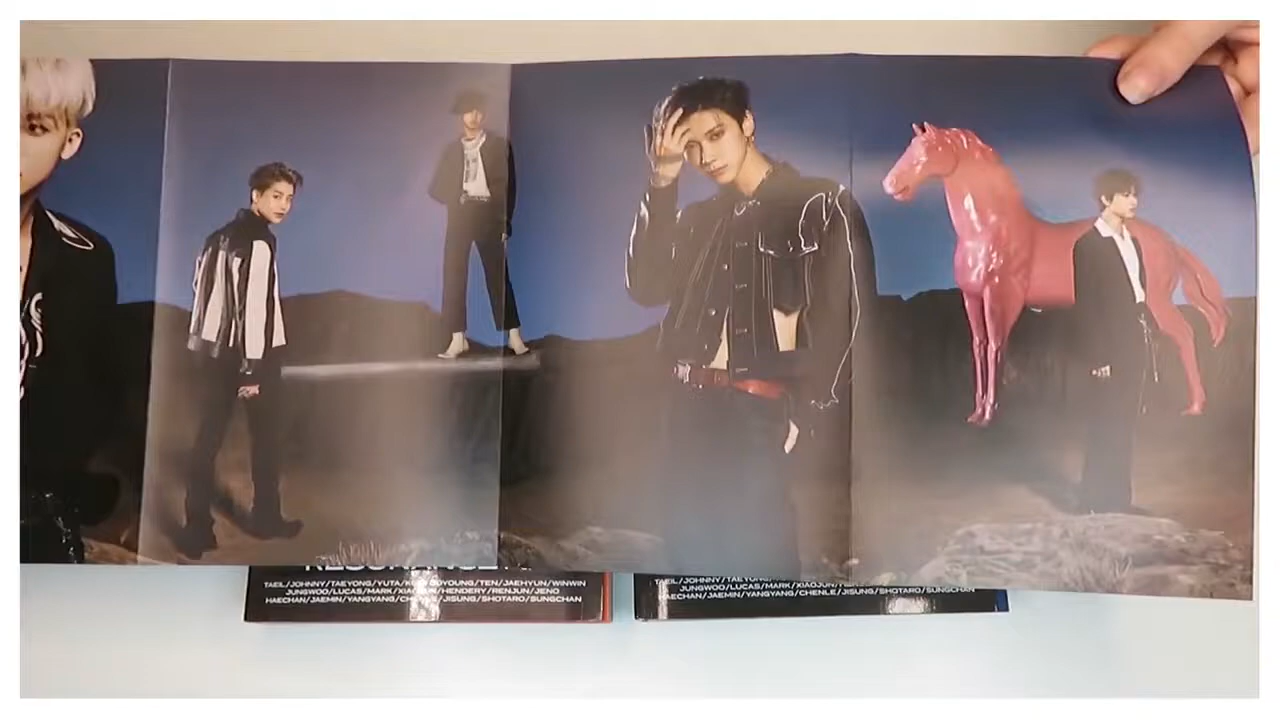 RESONANCE
TAEIL/JOHNNY/TAEYONG/YUTA/KUN/DOYOUNG/TEN/JAEHYUN/WINWIN
JUNGWOO/LUCAS/MARK/XIAOJUN/HENDERY/RENJUN/JENO
HAECHAN/JAEMIN/YANGYANG/CHENLE/JISUNG/SHOTARO/SUNGCHAN
TAEIL/JOHNNY/TAEYONG
JUNGWOO/LUCAS/MARK/XIAOJUN
HAECHAN/JAEMIN/YANGYANG/CHENLE/JISUNG/SHOTARO/SUNGCHAN